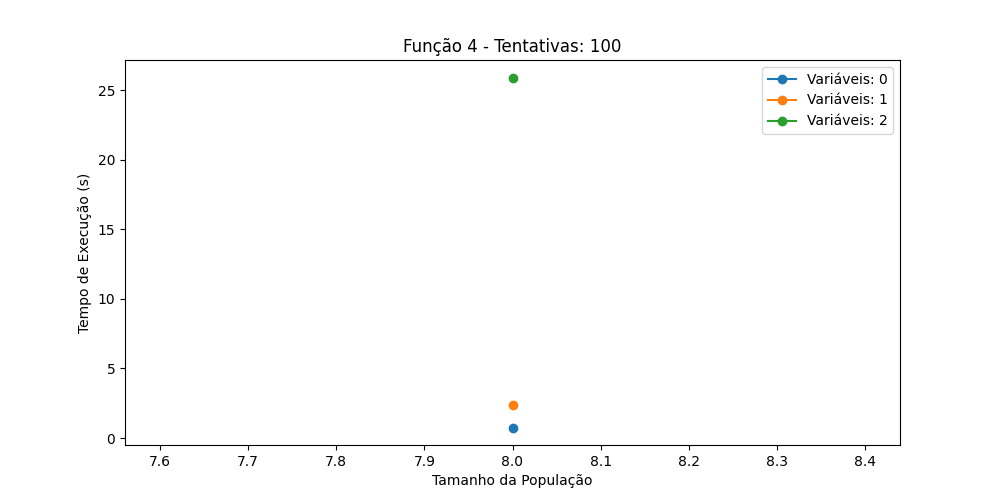 Função 4 - Tentativas: 100
Variáveis: 0
Variáveis: 1
Variáveis: 2
Tempo de Execução (s)
25
20
15
10
5
0
7.6 7.7 7.8 7.9 8.0 8.1 8.2 8.3 8.4
Tamanho da População